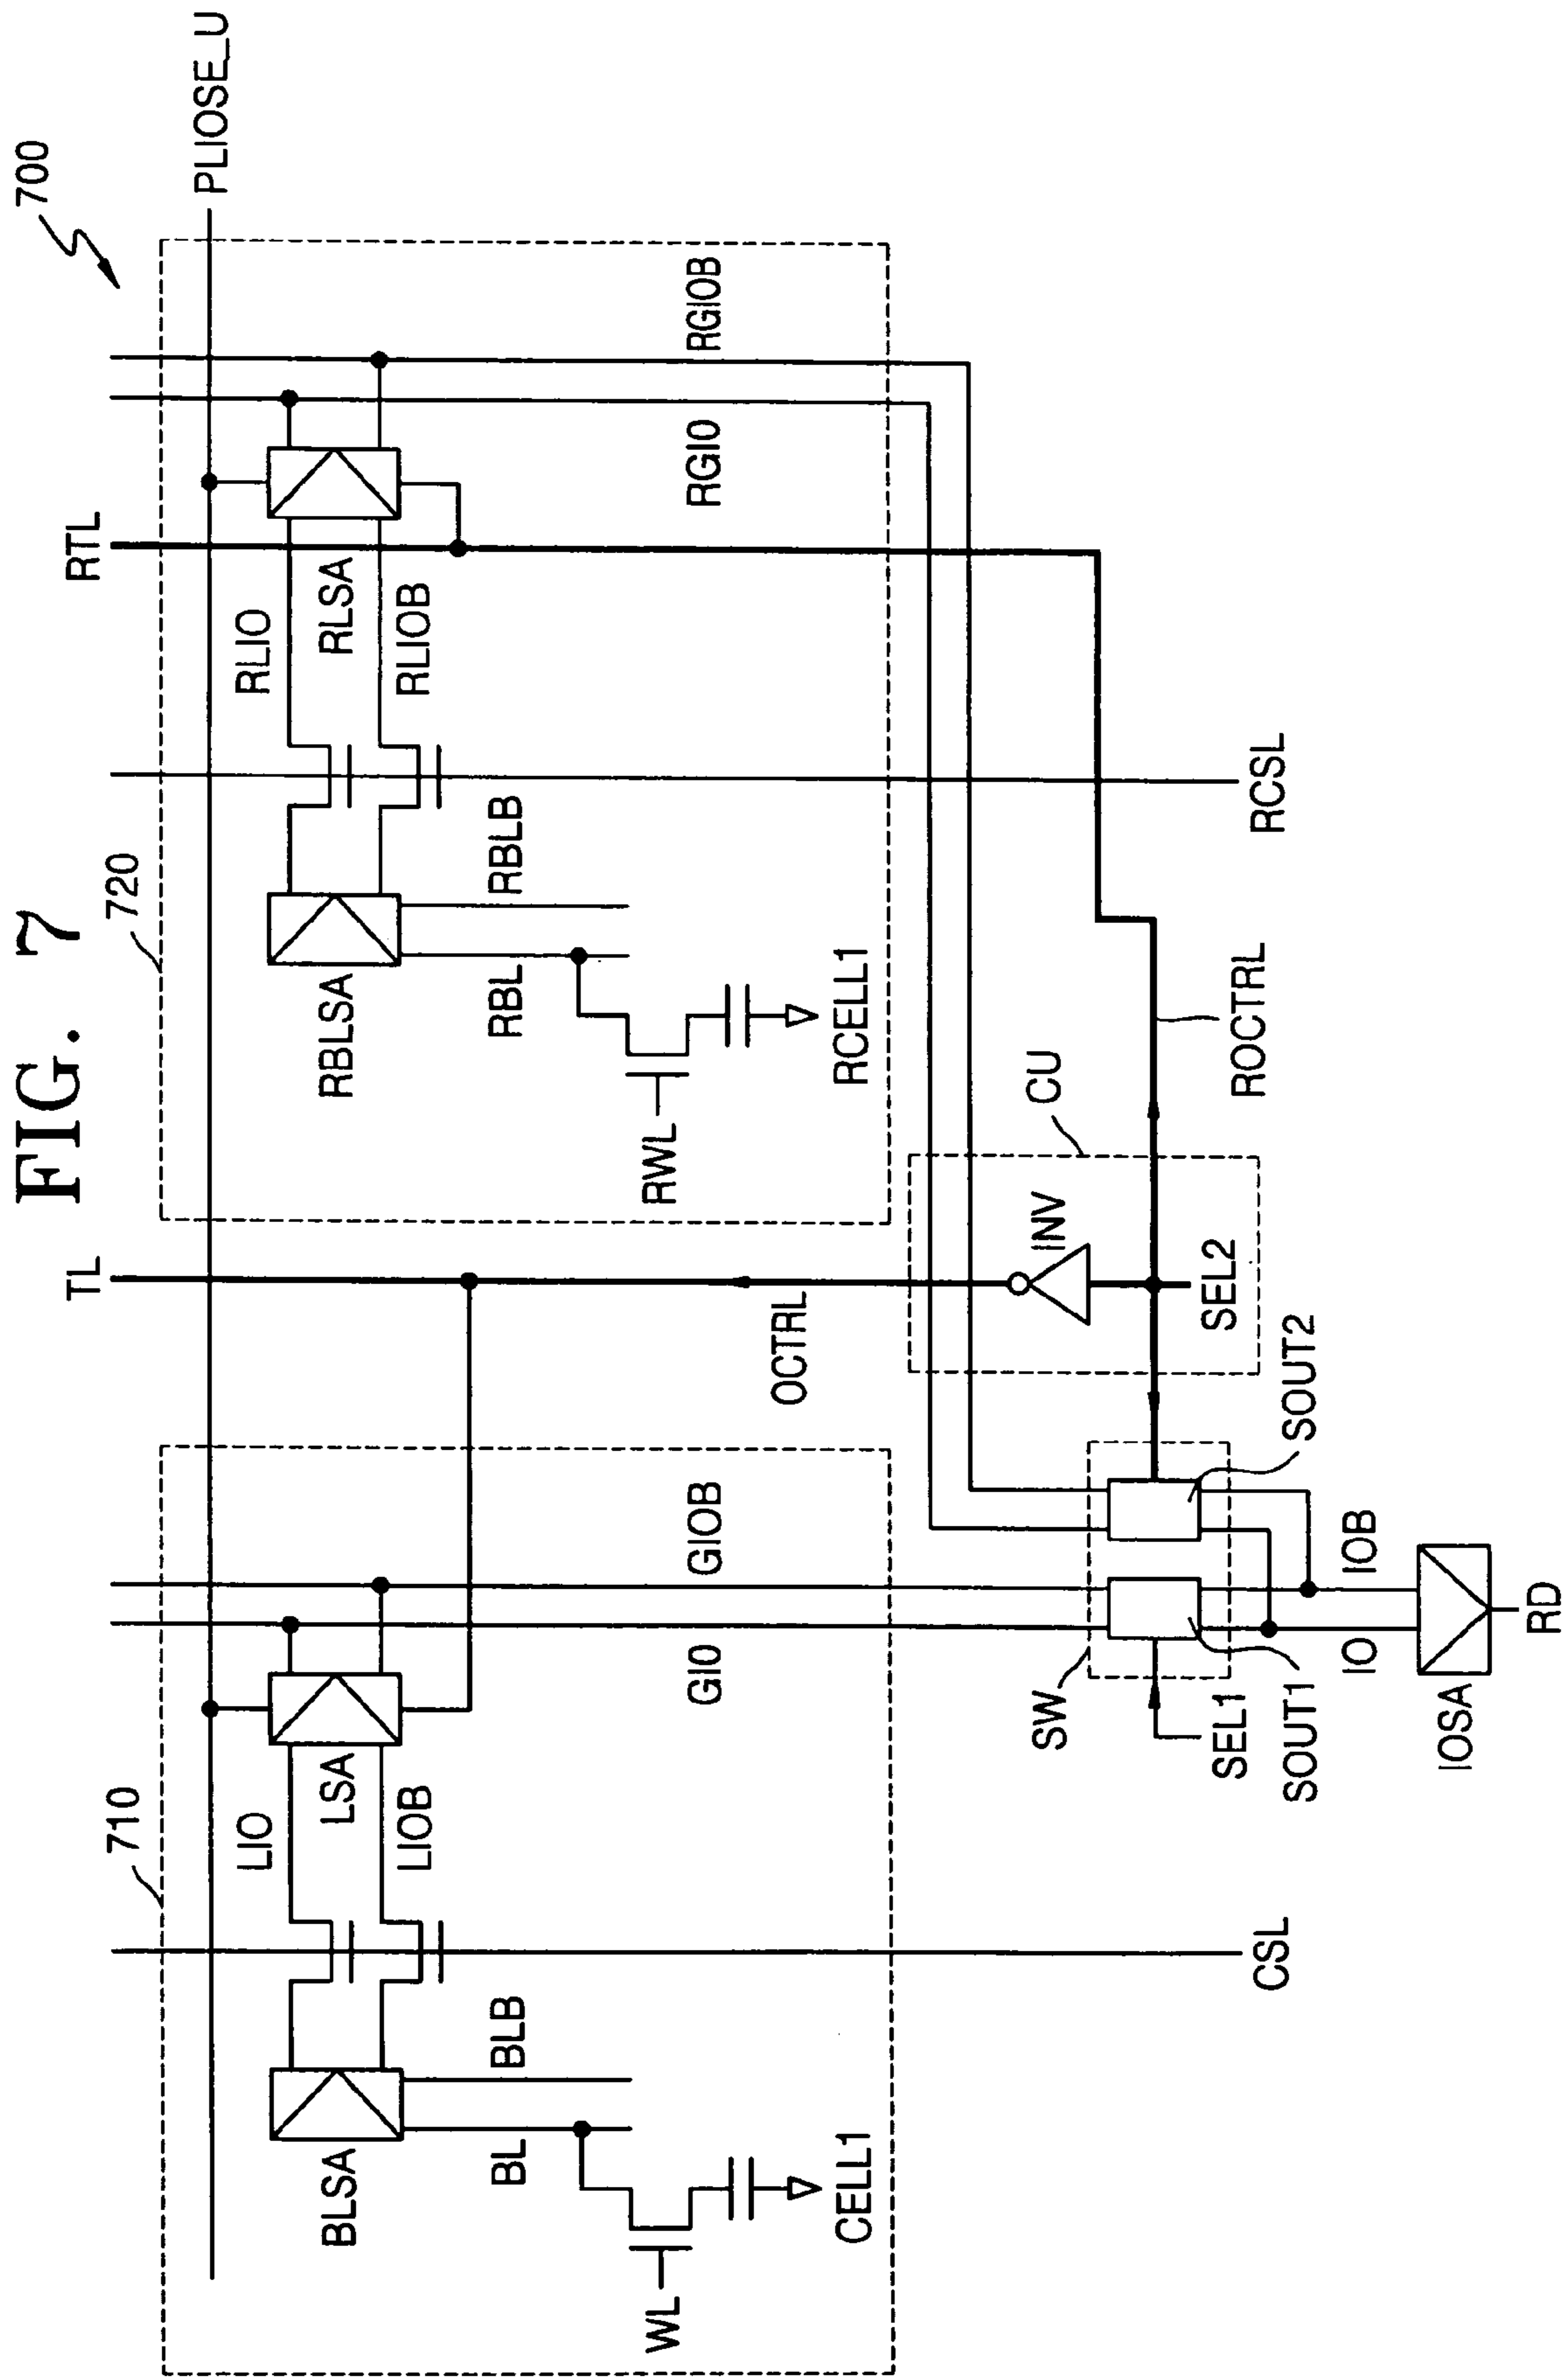 FIG. 7
700
PLIOSE_U
710
TL
720
RTL
LIO
LSA
LIOB
BLSA
BL
BLB
WL
CELL1
GIO
GIOB
RLIO
RLSA
RLIOB
RBLSA
RBL
RBLB
RWL
RCELL1
RGIO
RGIOB
OCTRL
INV
CU
SEL2
ROCTRL
CSL
RCSL
SW
SEL1
SOUT1
SOUT2
IO
IOB
IOSA
RD